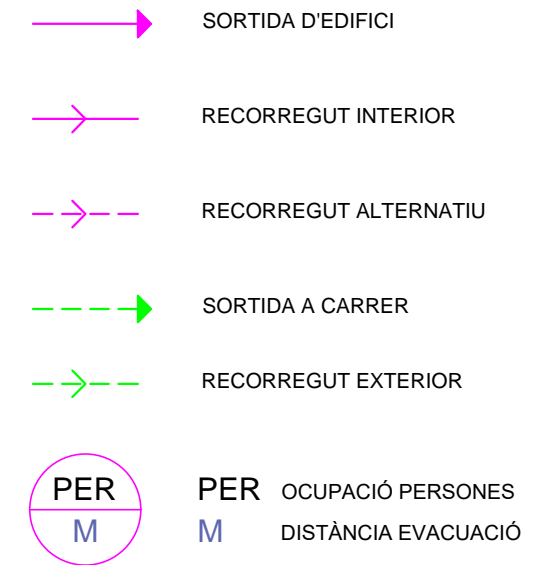 SORTIDA D'EDIFICI
RECORREGUT INTERIOR
RECORREGUT ALTERNATIU
SORTIDA A CARRER
RECORREGUT EXTERIOR
PER PER OCUPACIÓ PERSONES
M M DISTÀNCIA EVACUACIÓ